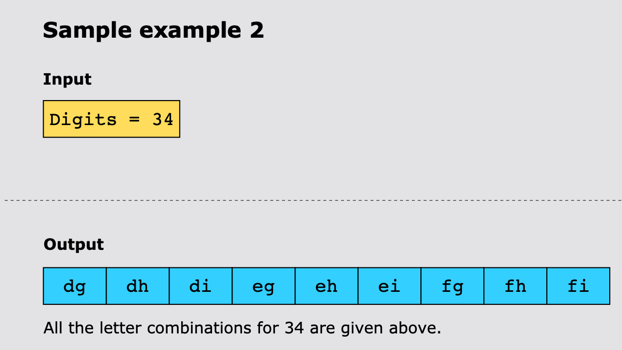 Sample example 2
Input
Digits = 34
Output
dg dh di eg eh ei fg fh fi
All the letter combinations for 34 are given above.